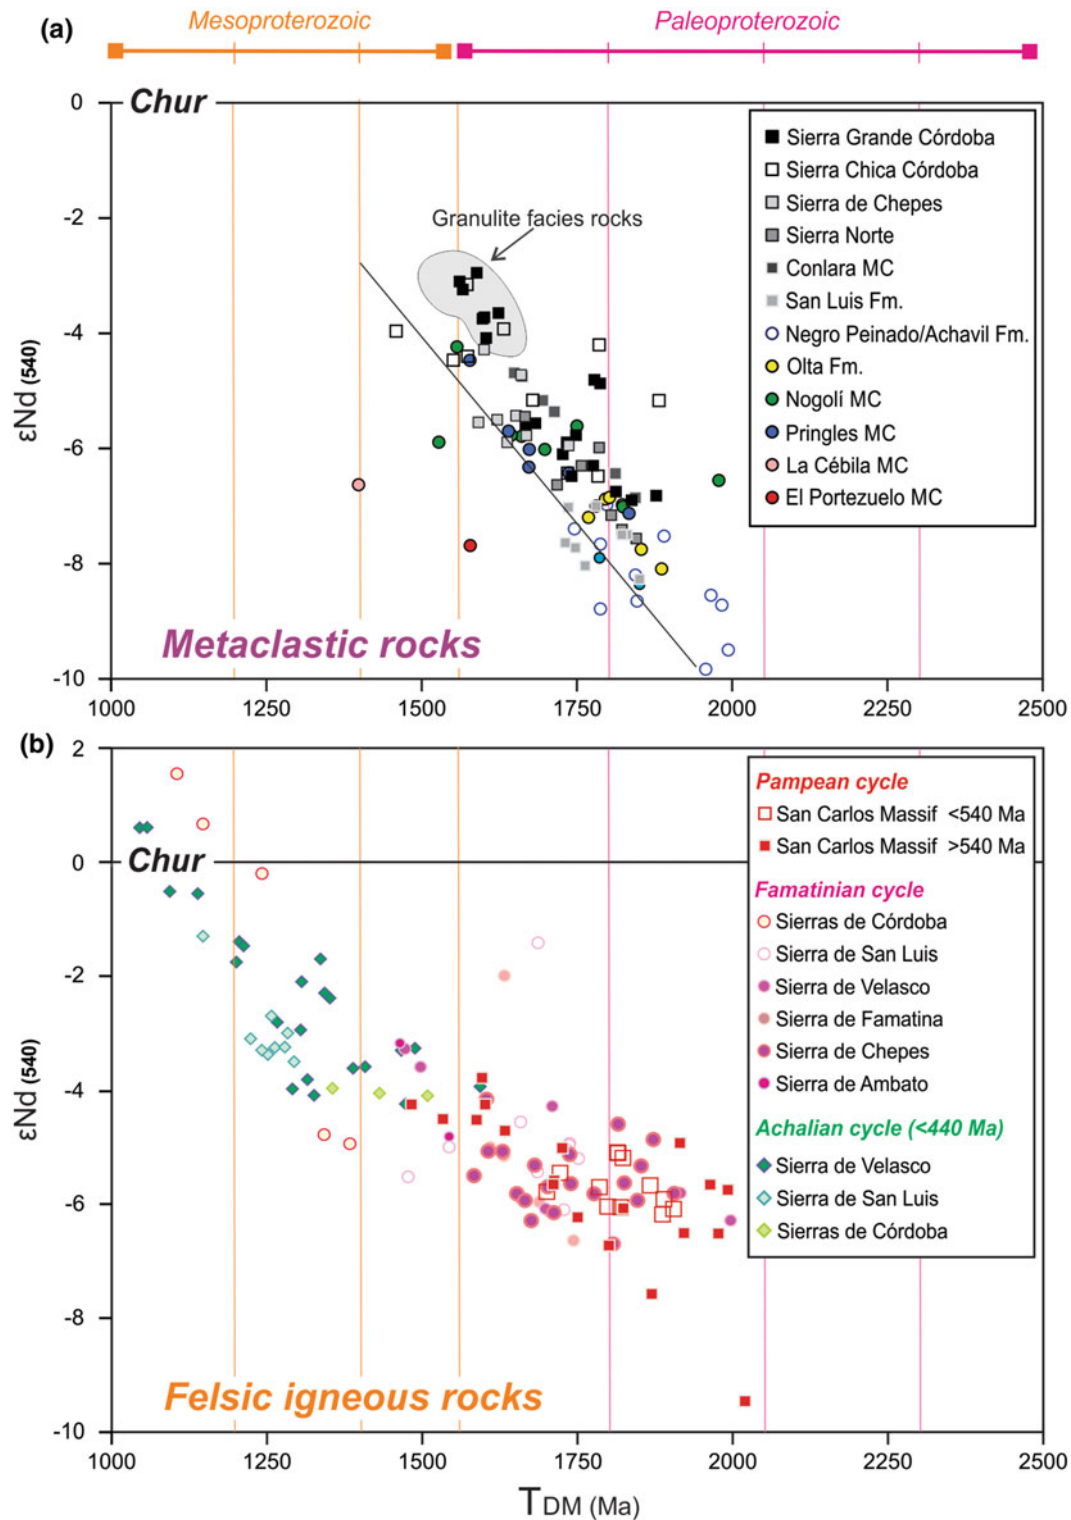 (a)
Mesoproterozoic
Paleoproterozoic
0
-2
-4
-6
-8
-10
εNd (540)
Chur
Granulite facies rocks
Metaclastic rocks
Sierra Grande Córdoba
Sierra Chica Córdoba
Sierra de Chepes
Sierra Norte
Conlara MC
San Luis Fm.
Negro Peinado/Achavil Fm.
Olta Fm.
Nogolí MC
Pringles MC
La Cébila MC
El Portezuelo MC
1000 1250 1500 1750 2000 2500
(b)
2
0
-2
-4
-6
-8
-10
εNd (540)
Chur
Felsic igneous rocks
Pampean cycle
San Carlos Massif <540 Ma
San Carlos Massif >540 Ma
Famatinian cycle
Sierras de Córdoba
Sierra de San Luis
Sierra de Velasco
Sierra de Famatina
Sierra de Chepes
Sierra de Ambato
Achalian cycle (<440 Ma)
Sierra de Velasco
Sierra de San Luis
Sierras de Córdoba
1000 1250 1500 1750 2000 2500
TDM (Ma)